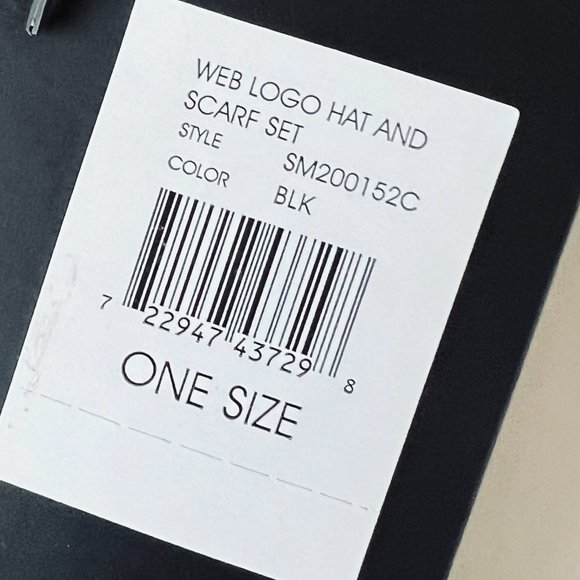 WEB LOGO HAT AND
SCARF SET
STYLE SM200152C
COLOR BLK
7 22947 43729 8
ONE SIZE